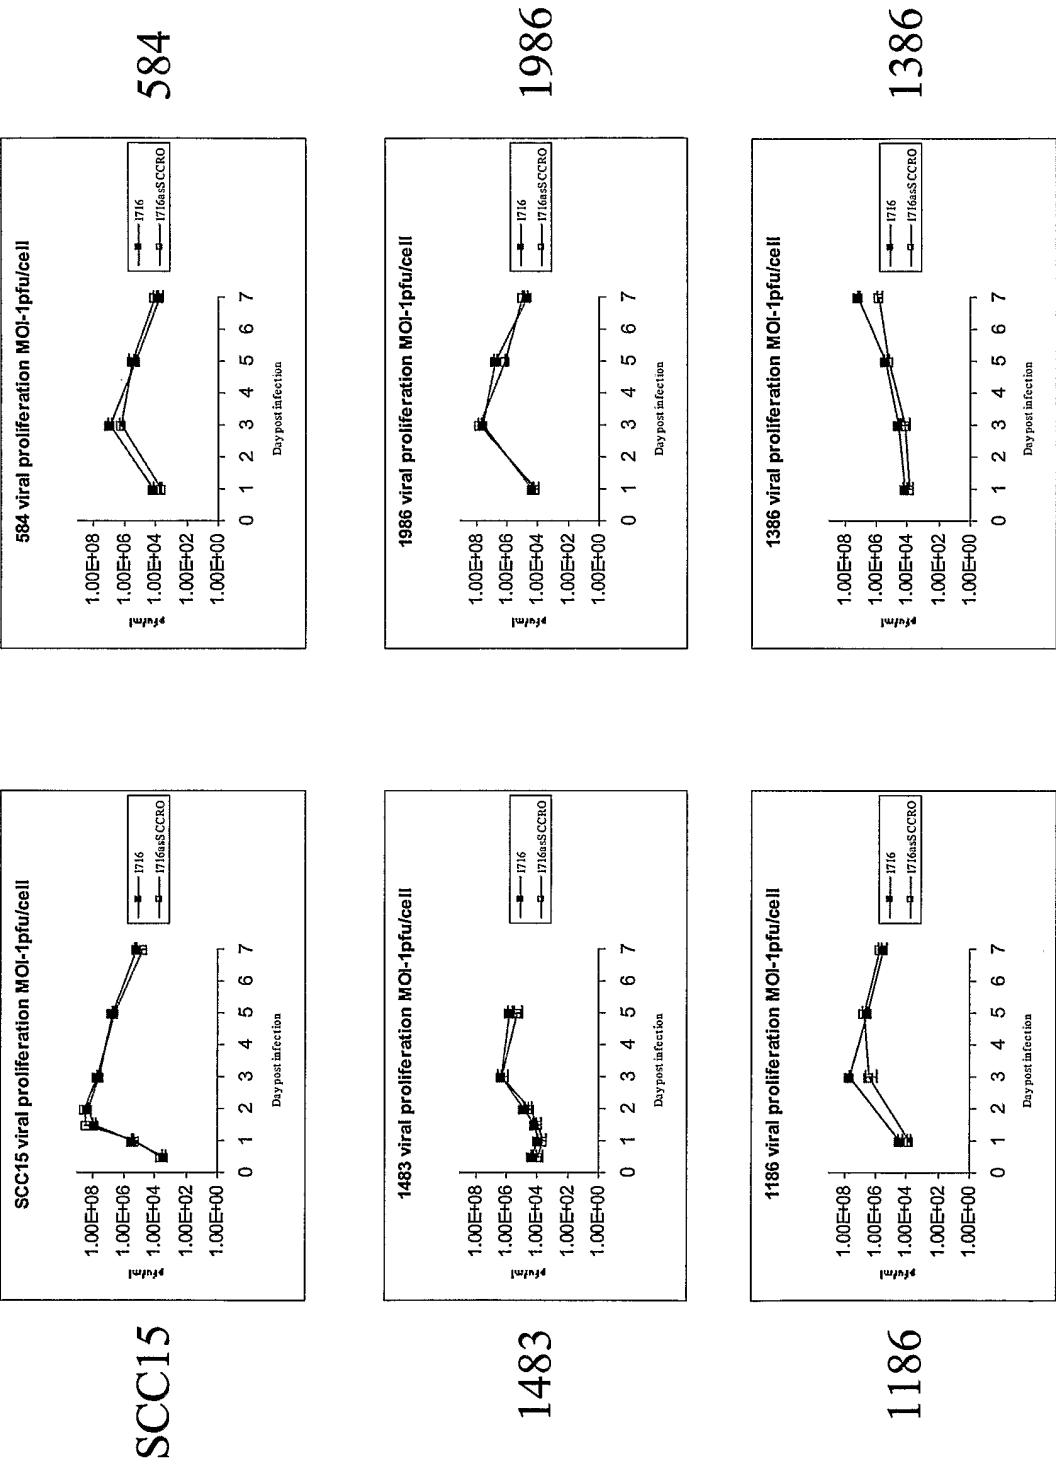 SCC15
SCC15 viral proliferation MOI-1pfu/cell
pfu/ml
1.00E+08
1.00E+06
1.00E+04
1.00E+02
1.00E+00
0 1 2 3 4 5 6 7
Day post infection
1716
1716asSCCRO
584 viral proliferation MOI-1pfu/cell
pfu/ml
1.00E+08
1.00E+06
1.00E+04
1.00E+02
1.00E+00
0 1 2 3 4 5 6 7
Day post infection
1716
1716asSCCRO
584
1483
1483 viral proliferation MOI-1pfu/cell
pfu/ml
1.00E+08
1.00E+06
1.00E+04
1.00E+02
1.00E+00
0 1 2 3 4 5 6 7
Day post infection
1716
1716asSCCRO
1986 viral proliferation MOI-1pfu/cell
pfu/ml
1.00E+08
1.00E+06
1.00E+04
1.00E+02
1.00E+00
0 1 2 3 4 5 6 7
Day post infection
1716
1716asSCCRO
1986
1186
1186 viral proliferation MOI-1pfu/cell
pfu/ml
1.00E+08
1.00E+06
1.00E+04
1.00E+02
1.00E+00
0 1 2 3 4 5 6 7
Day post infection
1716
1716asSCCRO
1386 viral proliferation MOI-1pfu/cell
pfu/ml
1.00E+08
1.00E+06
1.00E+04
1.00E+02
1.00E+00
0 1 2 3 4 5 6 7
Day post infection
1716
1716asSCCRO
1386